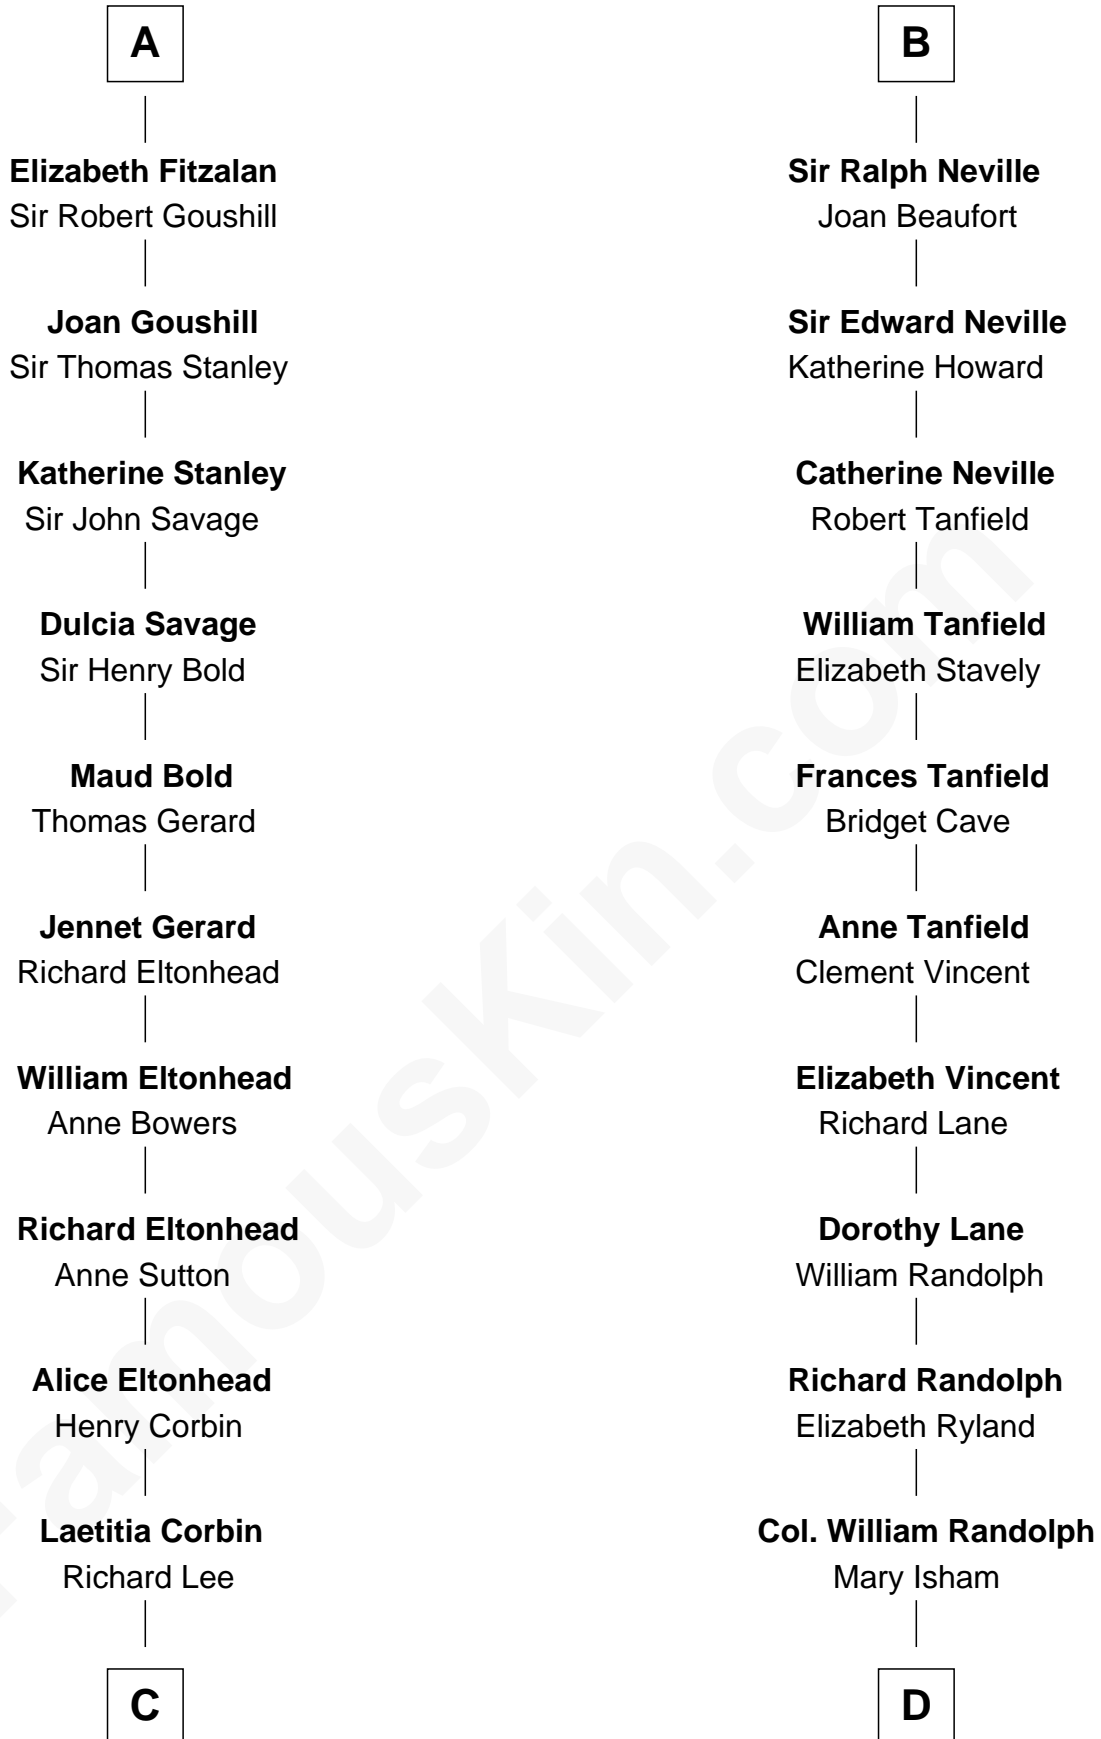 A
Elizabeth Fitzalan
Sir Robert Goushill
Joan Goushill
Sir Thomas Stanley
Katherine Stanley
Sir John Savage
Dulcia Savage
Sir Henry Bold
Maud Bold
Thomas Gerard
Jennet Gerard
Richard Eltonhead
William Eltonhead
Anne Bowers
Richard Eltonhead
Anne Sutton
Alice Eltonhead
Henry Corbin
Laetitia Corbin
Richard Lee
C
B
Sir Ralph Neville
Joan Beaufort
Sir Edward Neville
Katherine Howard
Catherine Neville
Robert Tanfield
William Tanfield
Elizabeth Stavely
Frances Tanfield
Bridget Cave
Anne Tanfield
Clement Vincent
Elizabeth Vincent
Richard Lane
Dorothy Lane
William Randolph
Richard Randolph
Elizabeth Ryland
Col. William Randolph
Mary Isham
D
FamousKin.com